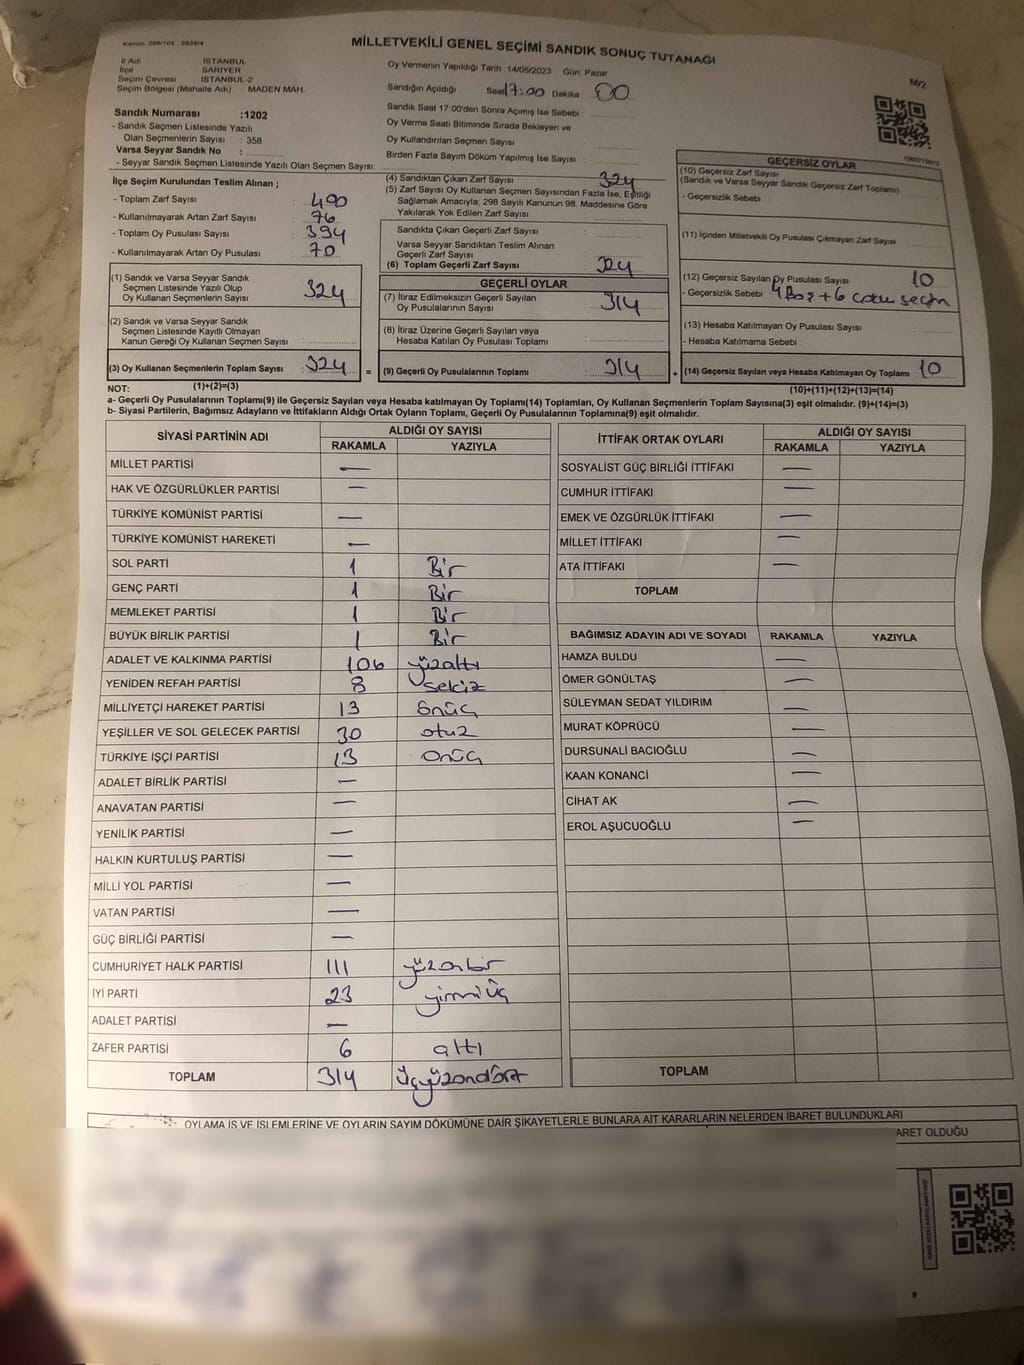 MİLLETVEKİLİ GENEL SEÇİMİ SANDIK SONUÇ TUTANAĞI
M/2
İl Adı : İSTANBUL
İlçe : SARIYER
Seçim Çevresi : İSTANBUL-2
Seçim Bölgesi (Mahalle Adı) : MADEN MAH.
Oy Vermenin Yapıldığı Tarih :14/05/2023 Gün: Pazar
Sandığın Açıldığı Saat 17:00 Dakika 00
Sandık Saat 17:00'den Sonra Açılmış İse Sebebi :
Oy Verme Saati Bitiminde Sırada Bekleyen ve
Oy Kullandırılan Seçmen Sayısı :
Birden Fazla Sayım Döküm Yapılmış İse Sayısı :
Sandık Numarası :1202
- Sandık Seçmen Listesinde Yazılı
Olan Seçmenlerin Sayısı : 358
Varsa Seyyar Sandık No :
- Seyyar Sandık Seçmen Listesinde Yazılı Olan Seçmen Sayısı:
İlçe Seçim Kurulundan Teslim Alınan ;
- Toplam Zarf Sayısı : 400
- Kullanılmayarak Artan Zarf Sayısı : 76
- Toplam Oy Pusulası Sayısı : 394
- Kullanılmayarak Artan Oy Pusulası : 70
(1) Sandık ve Varsa Seyyar Sandık
Seçmen Listesinde Yazılı Olup
Oy Kullanan Seçmenlerin Sayısı : 324
(2) Sandık ve Varsa Seyyar Sandık
Seçmen Listesinde Kayıtlı Olmayan
Kanun Gereği Oy Kullanan Seçmen Sayısı :
(3) Oy Kullanan Seçmenlerin Toplam Sayısı : 324
(4) Sandıktan Çıkan Zarf Sayısı : 324
(5) Zarf Sayısı Oy Kullanan Seçmen Sayısından Fazla İse, Eşitliği
Sağlamak Amacıyla; 298 Sayılı Kanunun 98. Maddesine Göre
Yakılarak Yok Edilen Zarf Sayısı :
Sandıkta Çıkan Geçerli Zarf Sayısı :
Varsa Seyyar Sandıktan Teslim Alınan
Geçerli Zarf Sayısı :
(6) Toplam Geçerli Zarf Sayısı : 324
GEÇERLİ OYLAR
(7) İtiraz Edilmeksizin Geçerli Sayılan
Oy Pusulalarının Sayısı : 314
(8) İtiraz Üzerine Geçerli Sayılan veya
Hesaba Katılan Oy Pusulası Toplamı :
= (9) Geçerli Oy Pusulalarının Toplamı : 314
GEÇERSİZ OYLAR
(10) Geçersiz Zarf Sayısı
(Sandık ve Varsa Seyyar Sandık Geçersiz Zarf Toplamı)
- Geçersizlik Sebebi :
(11) İçinden Milletvekili Oy Pusulası Çıkmayan Zarf Sayısı
(12) Geçersiz Sayılan Oy Pusulası Sayısı 10
- Geçersizlik Sebebi : 4 Boş + 6 çoklu seçim
(13) Hesaba Katılmayan Oy Pusulası Sayısı
- Hesaba Katılmama Sebebi :
+ (14) Geçersiz Sayılan veya Hesaba Katılmayan Oy Toplamı : 10
NOT: (1)+(2)=(3)
(10)+(11)+(12)+(13)=(14)
a- Geçerli Oy Pusulalarının Toplamı(9) ile Geçersiz Sayılan veya Hesaba katılmayan Oy Toplamı(14) Toplamları, Oy Kullanan Seçmenlerin Toplam Sayısına(3) eşit olmalıdır. (9)+(14)=(3)
b- Siyasi Partilerin, Bağımsız Adayların ve İttifakların Aldığı Ortak Oyların Toplamı, Geçerli Oy Pusulalarının Toplamına(9) eşit olmalıdır.
SİYASİ PARTİNİN ADI ALDIĞI OY SAYISI
RAKAMLA YAZIYLA
MİLLET PARTİSİ —
HAK VE ÖZGÜRLÜKLER PARTİSİ —
TÜRKİYE KOMÜNİST PARTİSİ —
TÜRKİYE KOMÜNİST HAREKETİ —
SOL PARTİ 1 Bir
GENÇ PARTİ 1 Bir
MEMLEKET PARTİSİ 1 Bir
BÜYÜK BİRLİK PARTİSİ 1 Bir
ADALET VE KALKINMA PARTİSİ 106 yüzaltı
YENİDEN REFAH PARTİSİ 8 sekiz
MİLLİYETÇİ HAREKET PARTİSİ 13 onüç
YEŞİLLER VE SOL GELECEK PARTİSİ 30 otuz
TÜRKİYE İŞÇİ PARTİSİ 13 onüç
ADALET BİRLİK PARTİSİ —
ANAVATAN PARTİSİ —
YENİLİK PARTİSİ —
HALKIN KURTULUŞ PARTİSİ —
MİLLİ YOL PARTİSİ —
VATAN PARTİSİ —
GÜÇ BİRLİĞİ PARTİSİ —
CUMHURİYET HALK PARTİSİ 111 yüzonbir
İYİ PARTİ 23 yirmiüç
ADALET PARTİSİ —
ZAFER PARTİSİ 6 altı
TOPLAM 314 üçyüzondört
İTTİFAK ORTAK OYLARI ALDIĞI OY SAYISI
RAKAMLA YAZIYLA
SOSYALİST GÜÇ BİRLİĞİ İTTİFAKI —
CUMHUR İTTİFAKI —
EMEK VE ÖZGÜRLÜK İTTİFAKI —
MİLLET İTTİFAKI —
ATA İTTİFAKI —
TOPLAM
BAĞIMSIZ ADAYIN ADI VE SOYADI RAKAMLA YAZIYLA
HAMZA BULDU —
ÖMER GÖNÜLTAŞ —
SÜLEYMAN SEDAT YILDIRIM —
MURAT KÖPRÜCÜ —
DURSUNALİ BACIOĞLU —
KAAN KONANCİ —
CİHAT AK —
EROL AŞUCUOĞLU —
TOPLAM
OYLAMA İŞ VE İŞLEMLERİNE VE OYLARIN SAYIM DÖKÜMÜNE DAİR ŞİKAYETLERLE BUNLARA AİT KARARLARIN NELERDEN İBARET BULUNDUKLARI
ARET OLDUĞU